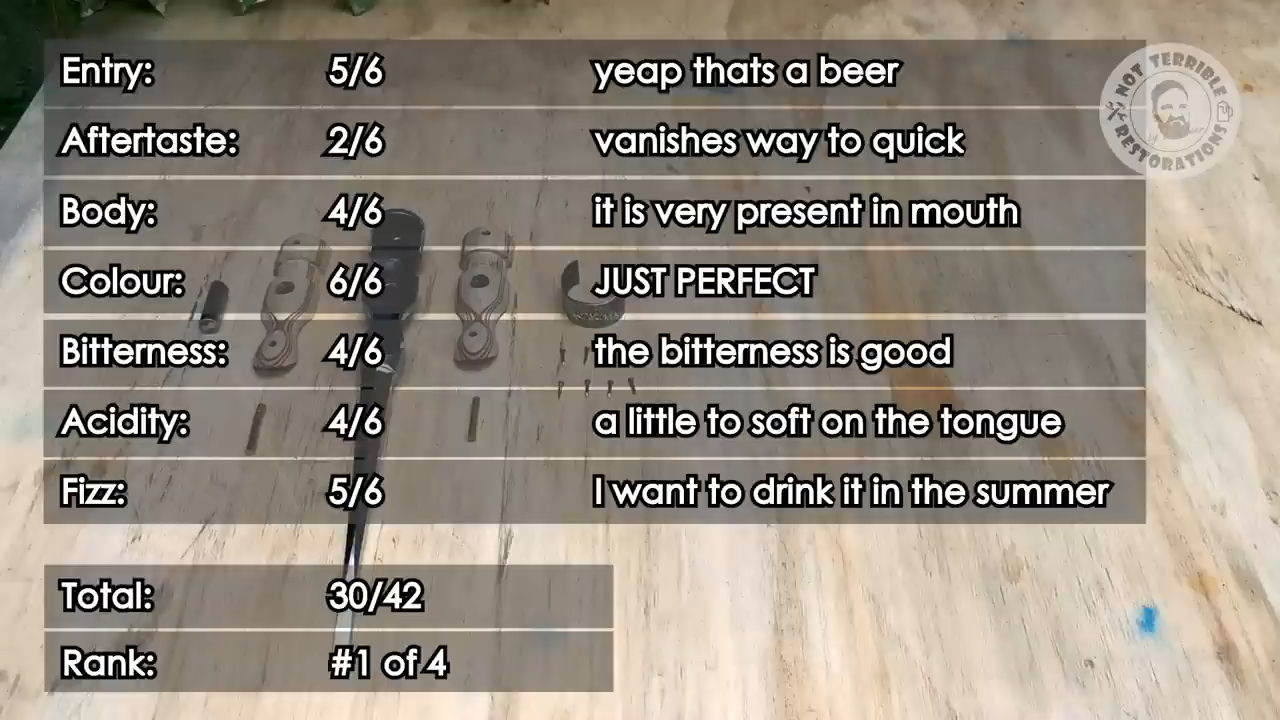 Entry: 5/6 yeap thats a beer
Aftertaste: 2/6 vanishes way to quick
Body: 4/6 it is very present in mouth
Colour: 6/6 JUST PERFECT
Bitterness: 4/6 the bitterness is good
Acidity: 4/6 a little to soft on the tongue
Fizz: 5/6 I want to drink it in the summer
Total: 30/42
Rank: #1 of 4
NOT TERRIBLE
RESTORATIONS